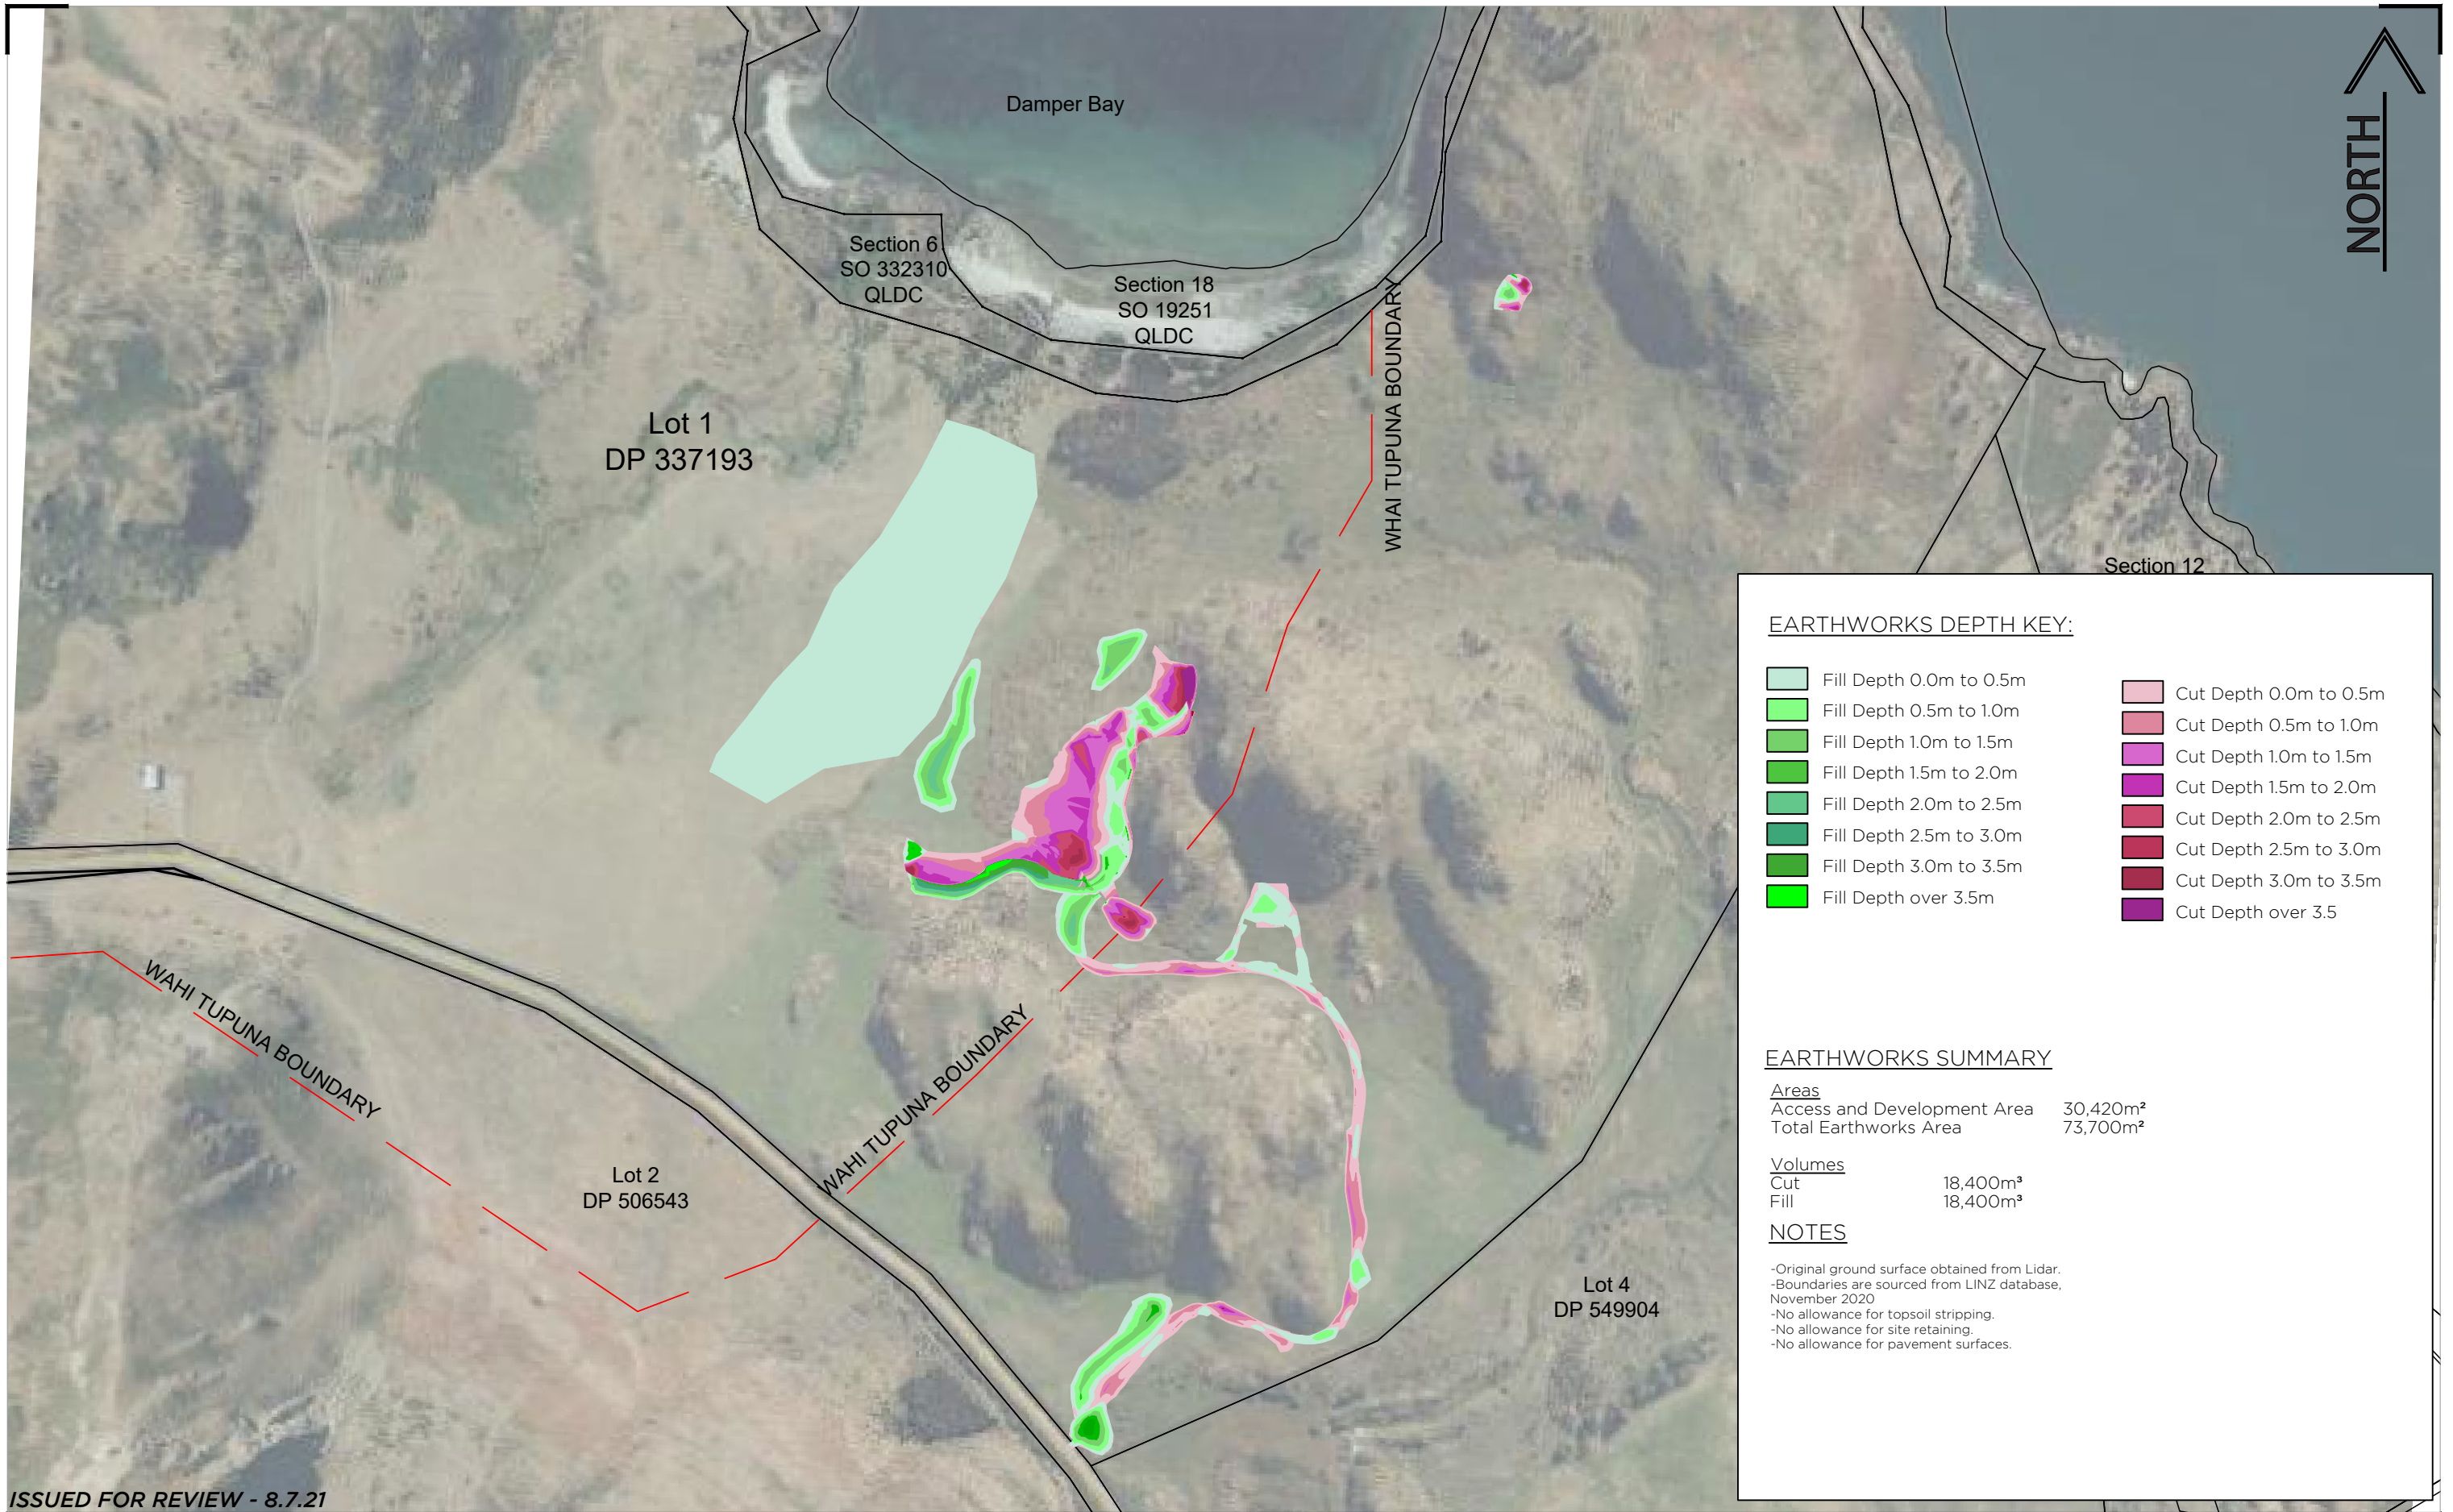 Damper Bay
NORTH
Section 6
SO 332310
QLDC
Section 18
SO 19251
QLDC
WHAI TUPUNA BOUNDARY
Lot 1
DP 337193
Section 12
EARTHWORKS DEPTH KEY:
Fill Depth 0.0m to 0.5m
Fill Depth 0.5m to 1.0m
Fill Depth 1.0m to 1.5m
Fill Depth 1.5m to 2.0m
Fill Depth 2.0m to 2.5m
Fill Depth 2.5m to 3.0m
Fill Depth 3.0m to 3.5m
Fill Depth over 3.5m
Cut Depth 0.0m to 0.5m
Cut Depth 0.5m to 1.0m
Cut Depth 1.0m to 1.5m
Cut Depth 1.5m to 2.0m
Cut Depth 2.0m to 2.5m
Cut Depth 2.5m to 3.0m
Cut Depth 3.0m to 3.5m
Cut Depth over 3.5
WAHI TUPUNA BOUNDARY
WAHI TUPUNA BOUNDARY
Lot 2
DP 506543
Lot 4
DP 549904
EARTHWORKS SUMMARY
Areas
Access and Development Area 30,420m²
Total Earthworks Area 73,700m²
Volumes
Cut 18,400m³
Fill 18,400m³
NOTES
-Original ground surface obtained from Lidar.
-Boundaries are sourced from LINZ database,
November 2020
-No allowance for topsoil stripping.
-No allowance for site retaining.
-No allowance for pavement surfaces.
ISSUED FOR REVIEW - 8.7.21